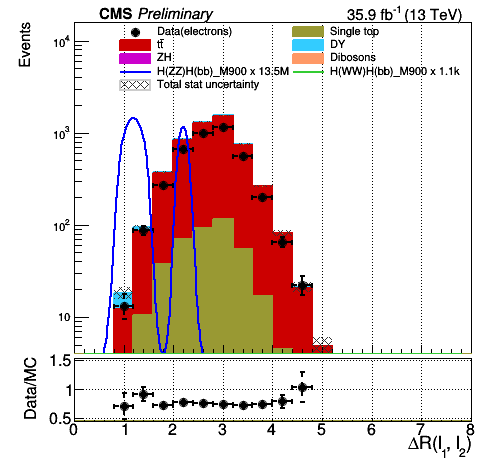 CMS Preliminary 35.9 fb⁻¹ (13 TeV)
Events
Data(electrons) Single top
tt̄ DY
ZH Dibosons
H(ZZ)H(bb)_M900 x 13.5M H(WW)H(bb)_M900 x 1.1k
Total stat uncertainty
10⁴
10³
10²
10
Data/MC
1.5
1
0.5
0 1 2 3 4 5 6 7 8
ΔR(l₁, l₂)